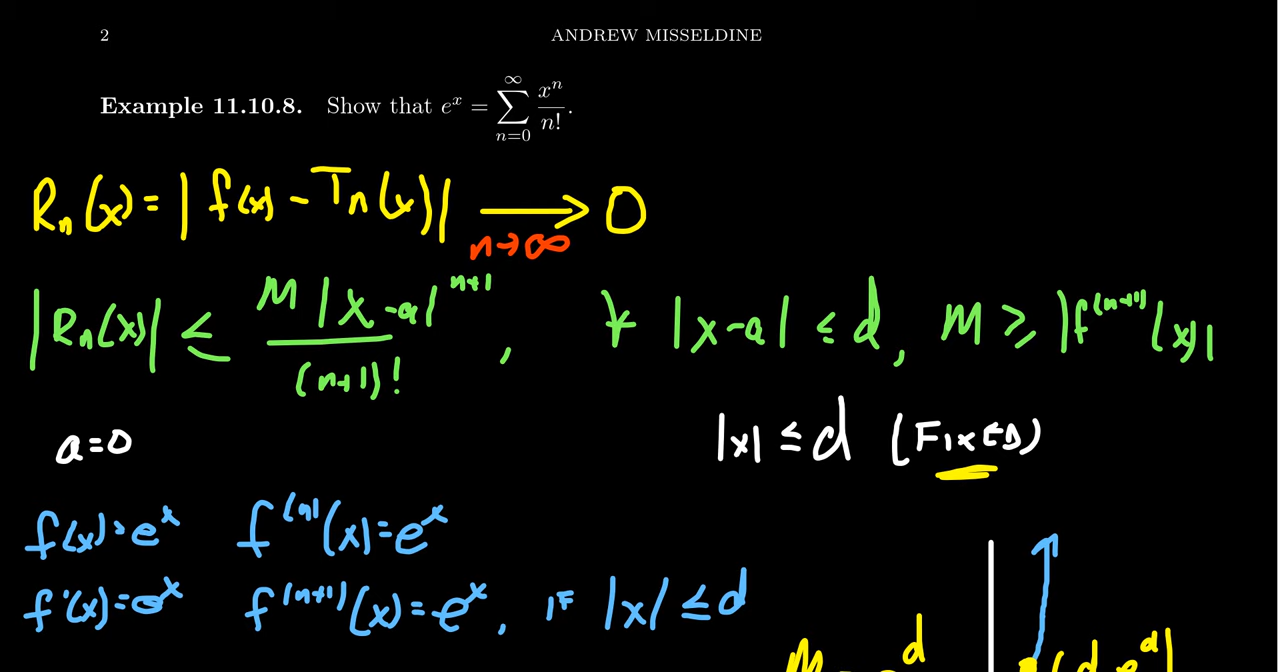 2 ANDREW MISSELDINE
Example 11.10.8. Show that e^x = ∑_{n=0}^{∞} x^n/n!.
R_n(x) = |f(x) - T_n(x)| ⟶ 0
n→∞
|R_n(x)| ≤ M|x-a|^{n+1}/(n+1)!, ∀ |x-a| ≤ d, M ≥ |f^{(n+1)}(x)|
a=0 |x| ≤ d (FIXED)
f(x)=e^x f^{(n)}(x)=e^x
f'(x)=e^x f^{(n+1)}(x)=e^x, IF |x| ≤ d